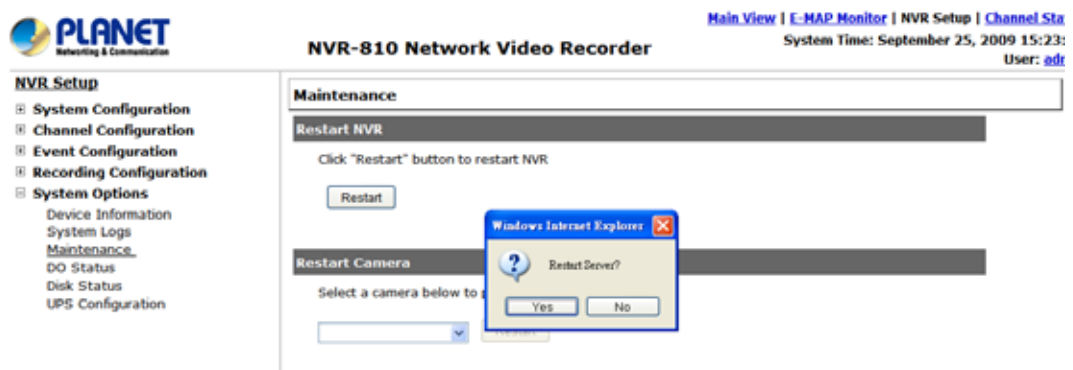 PLANET
Networting & Communication
NVR-810 Network Video Recorder
Main View | E-MAP Monitor | NVR Setup | Channel Sta
System Time: September 25, 2009 15:23:
User: adr
NVR Setup
System Configuration
Channel Configuration
Event Configuration
Recording Configuration
System Options
Device Information
System Logs
Maintenance
DO Status
Disk Status
UPS Configuration
Maintenance
Restart NVR
Click "Restart" button to restart NVR
Restart
Windows Internet Explorer
Restart Server?
Yes
No
Restart Camera
Select a camera below to